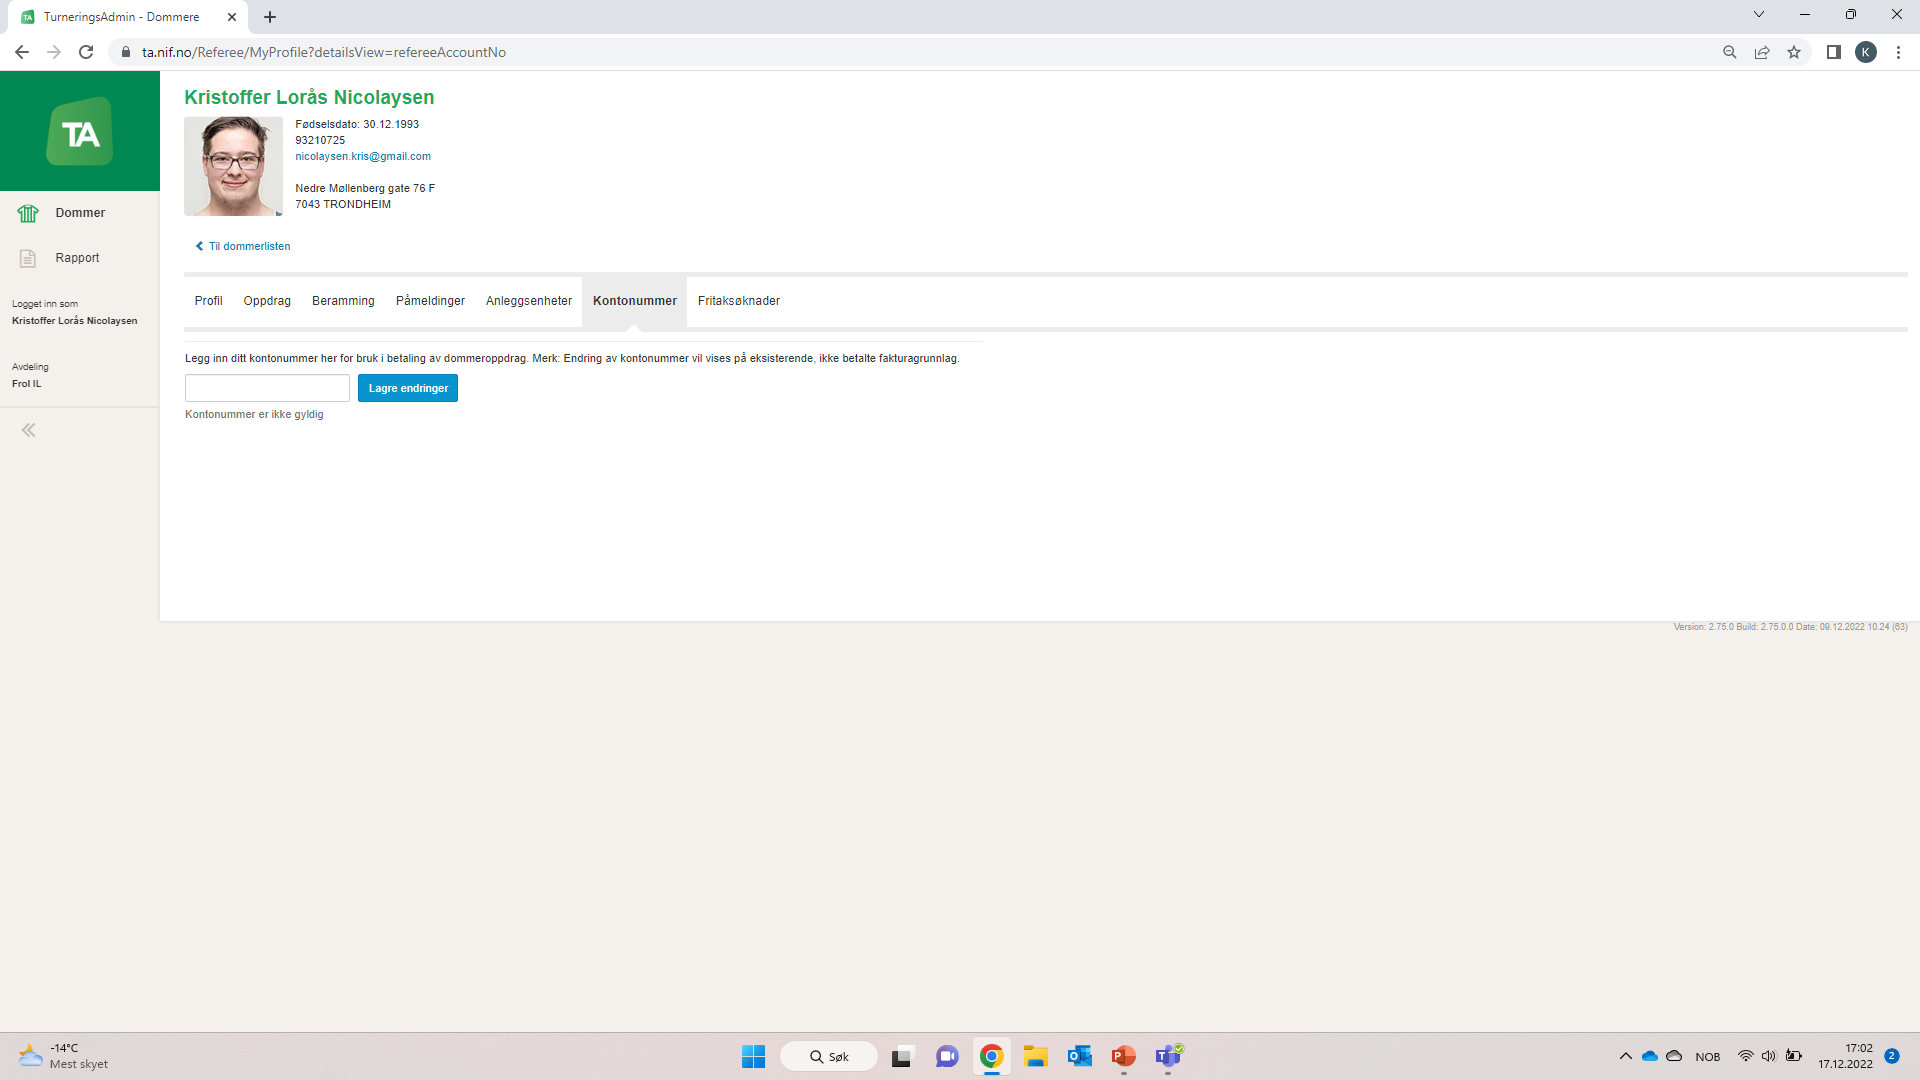 TurneringsAdmin - Dommere
ta.nif.no/Referee/MyProfile?detailsView=refereeAccountNo
K
TA
Dommer
Rapport
Logget inn som
Kristoffer Lorås Nicolaysen
Avdeling
Frol IL
Kristoffer Lorås Nicolaysen
Fødselsdato: 30.12.1993
93210725
nicolaysen.kris@gmail.com
Nedre Møllenberg gate 76 F
7043 TRONDHEIM
Til dommerlisten
Profil Oppdrag Beramming Påmeldinger Anleggsenheter Kontonummer Fritaksøknader
Legg inn ditt kontonummer her for bruk i betaling av dommeroppdrag. Merk: Endring av kontonummer vil vises på eksisterende, ikke betalte fakturagrunnlag.
Lagre endringer
Kontonummer er ikke gyldig
Version: 2.75.0 Build: 2.75.0.0 Date: 09.12.2022 10.24 (63)
-14°C
Mest skyet
Søk
NOB
17:02
17.12.2022
2